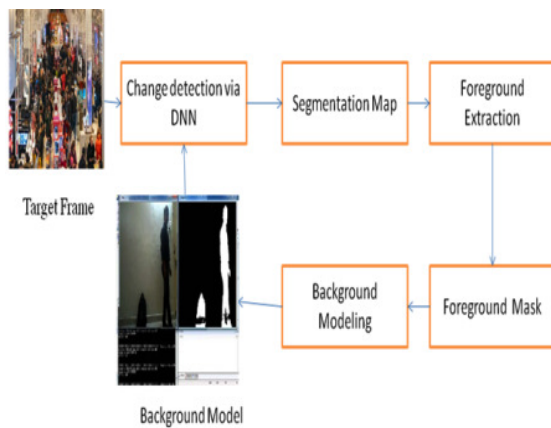 Change detection via
DNN
Segmentation Map
Foreground
Extraction
Target Frame
Background
Modeling
Foreground Mask
Background Model